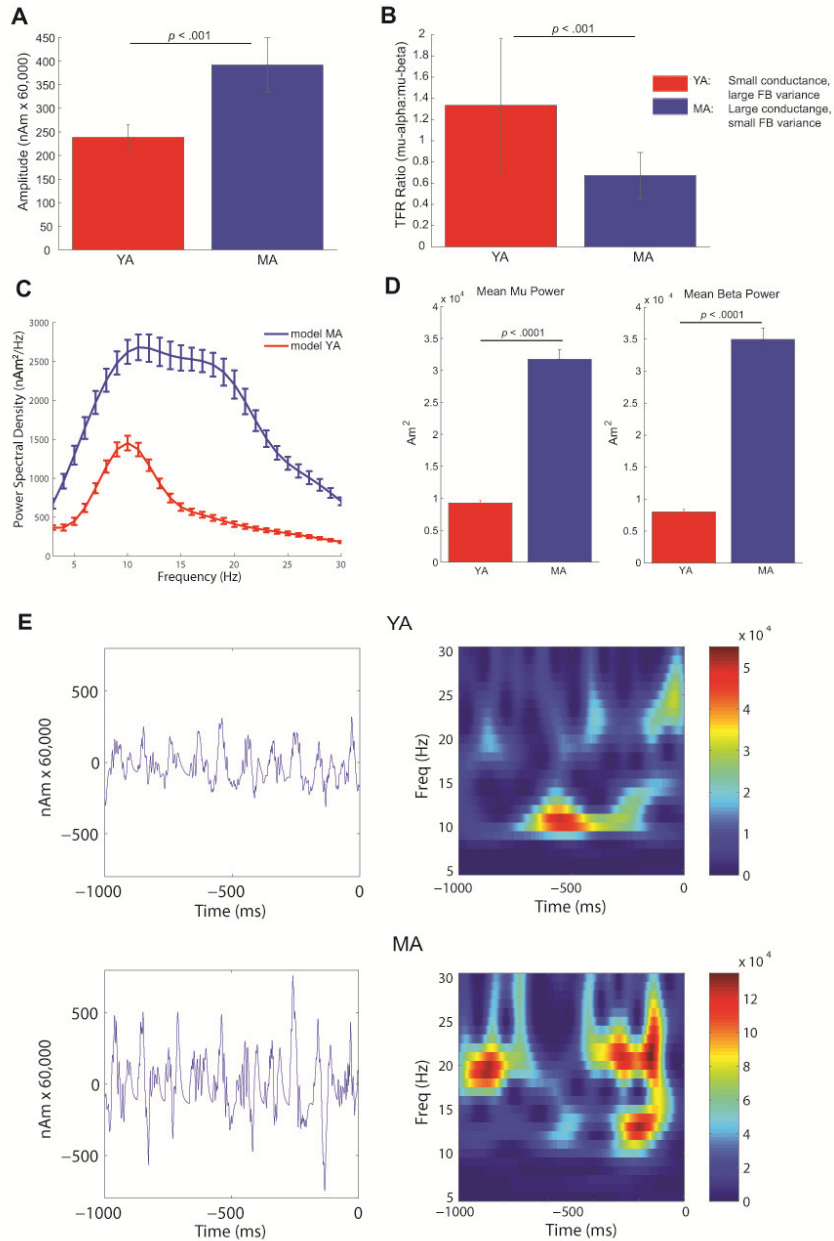 A
p < .001
Amplitude (nAm x 60,000)
450
400
350
300
250
200
150
100
50
0
YA
MA
B
p < .001
TFR Ratio (mu-alpha:mu-beta)
2
1.8
1.6
1.4
1.2
1
0.8
0.6
0.4
0.2
0
YA
MA
YA: Small conductance,
large FB variance
MA: Large conductange,
small FB variance
C
Power Spectral Density (nAm²/Hz)
3000
2500
2000
1500
1000
500
0
5
10
15
20
25
30
Frequency (Hz)
model MA
model YA
D
x 10⁴
Mean Mu Power
p < .0001
Am²
4
3.5
3
2.5
2
1.5
1
0.5
0
YA
MA
x 10⁴
Mean Beta Power
p < .0001
Am²
4
3.5
3
2.5
2
1.5
1
0.5
0
YA
MA
E
YA
nAm x 60,000
500
0
−500
−1000
−500
0
Time (ms)
Freq (Hz)
30
25
20
15
10
5
−1000
−500
0
Time (ms)
x 10⁴
5
4
3
2
1
0
MA
nAm x 60,000
500
0
−500
−1000
−500
0
Time (ms)
Freq (Hz)
30
25
20
15
10
5
−1000
−500
0
Time (ms)
x 10⁴
12
10
8
6
4
2
0